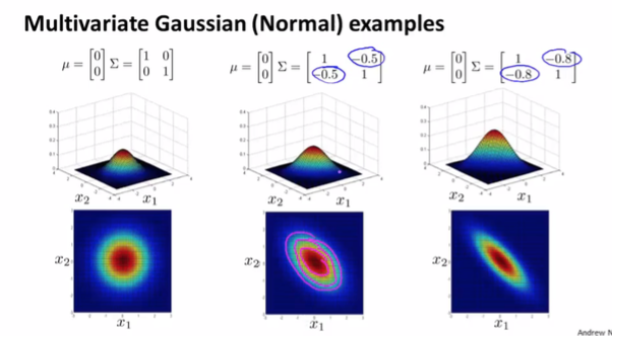 Multivariate Gaussian (Normal) examples
μ = [0 0] Σ = [1 0 0 1]
μ = [0 0] Σ = [1 -0.5 -0.5 1]
μ = [0 0] Σ = [1 -0.8 -0.8 1]
x2 x1
x2 x1
x2 x1
x2
x2
x2
x1
x1
x1
Andrew N